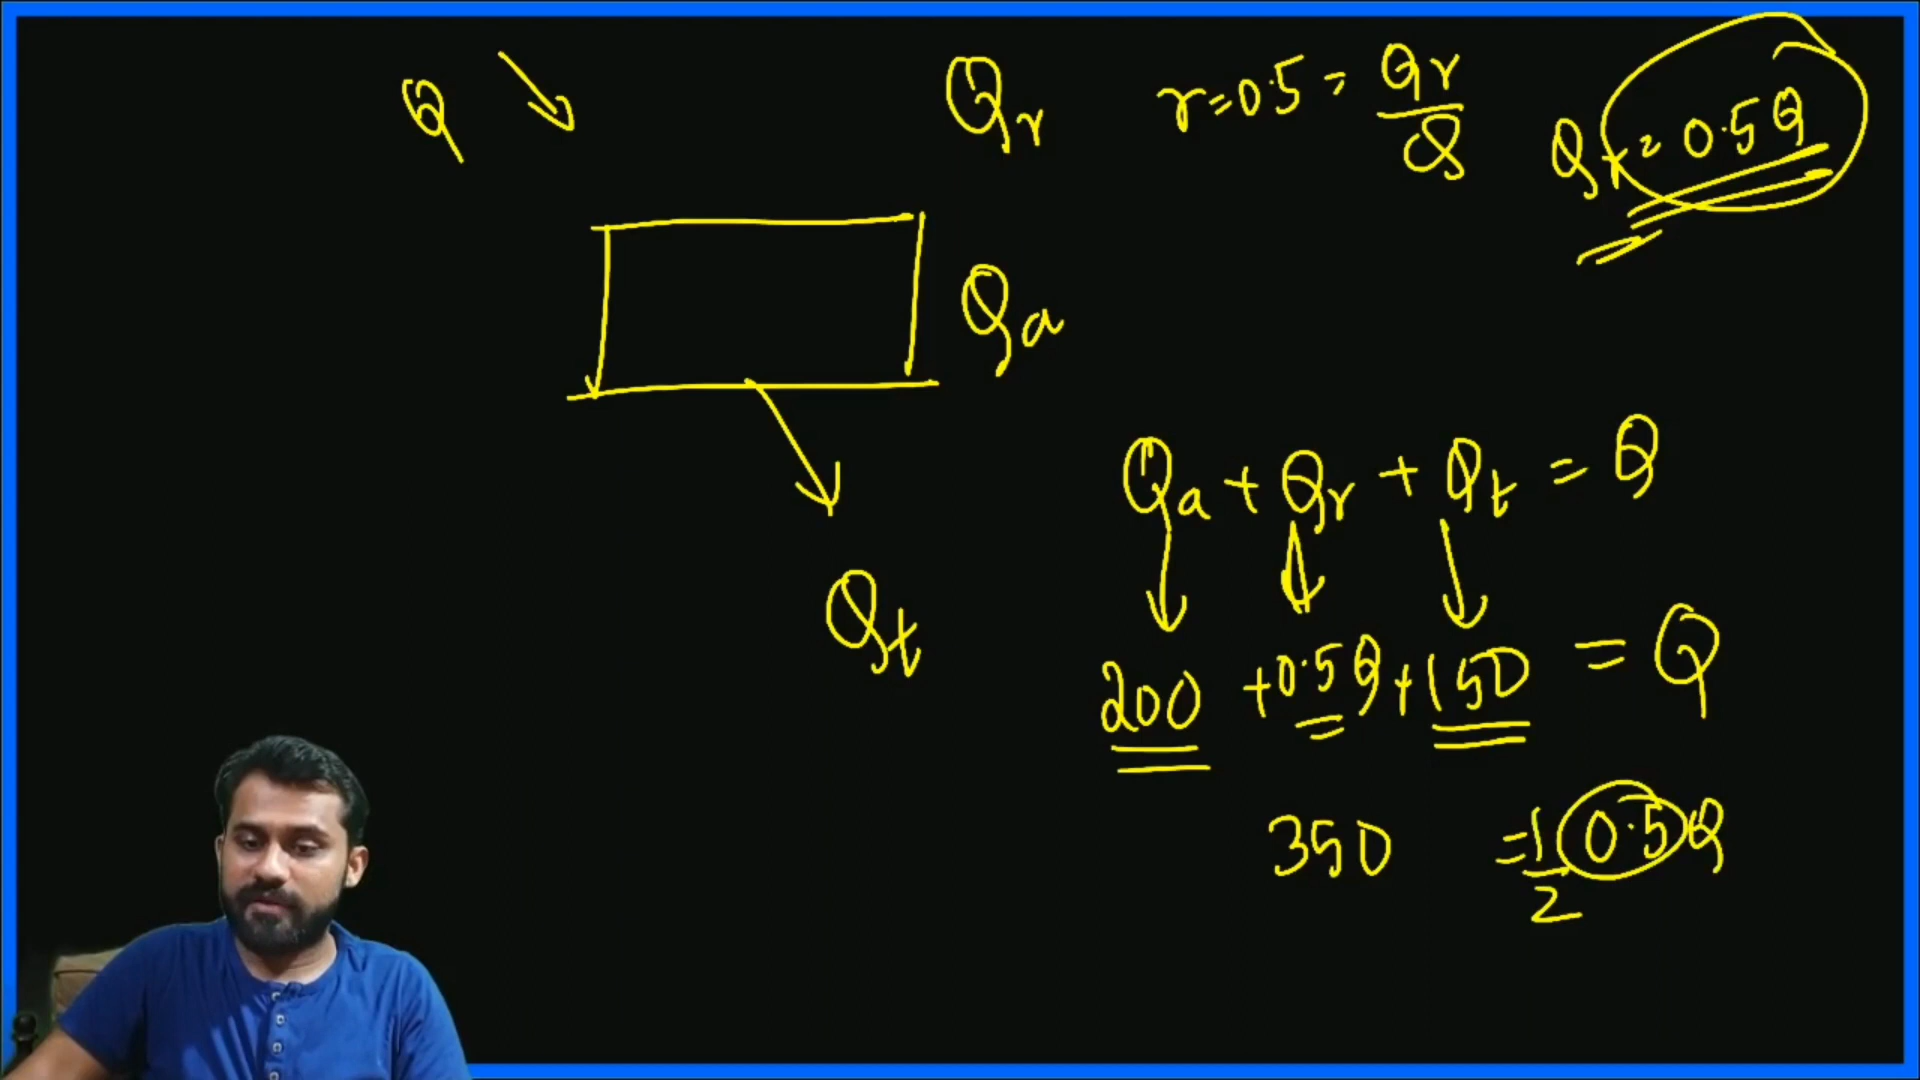 Q
Qr
r=0.5=Qr/Q
Qr=0.5Q
Qa
Qa+Qr+Qt=Q
Qt
200+0.5Q+150=Q
350=1/2 0.5Q